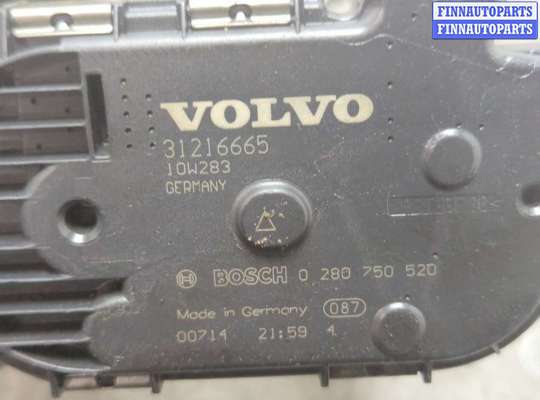 FINNAUTOPARTS
FINNAUTOPARTS
VOLVO
31216665
10W283
GERMANY
BOSCH 0 280 750 520
Made in Germany 087
00714 21:59 4